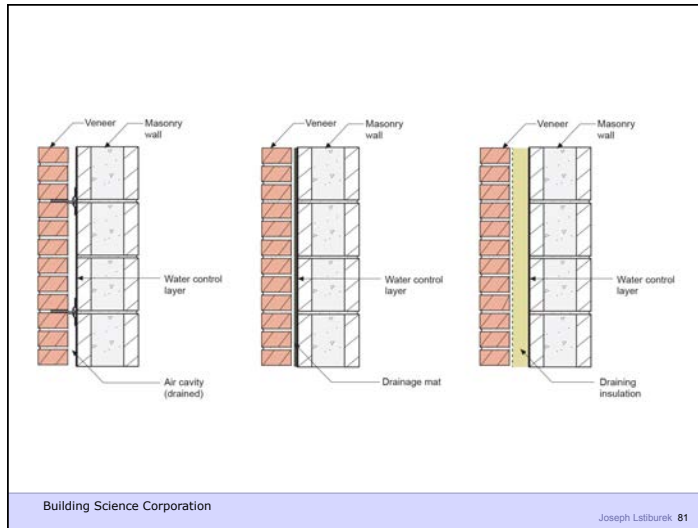 Veneer
Masonry
wall
Water control
layer
Air cavity
(drained)
Veneer
Masonry
wall
Water control
layer
Drainage mat
Veneer
Masonry
wall
Water control
layer
Draining
insulation
Building Science Corporation
Joseph Lstiburek 81